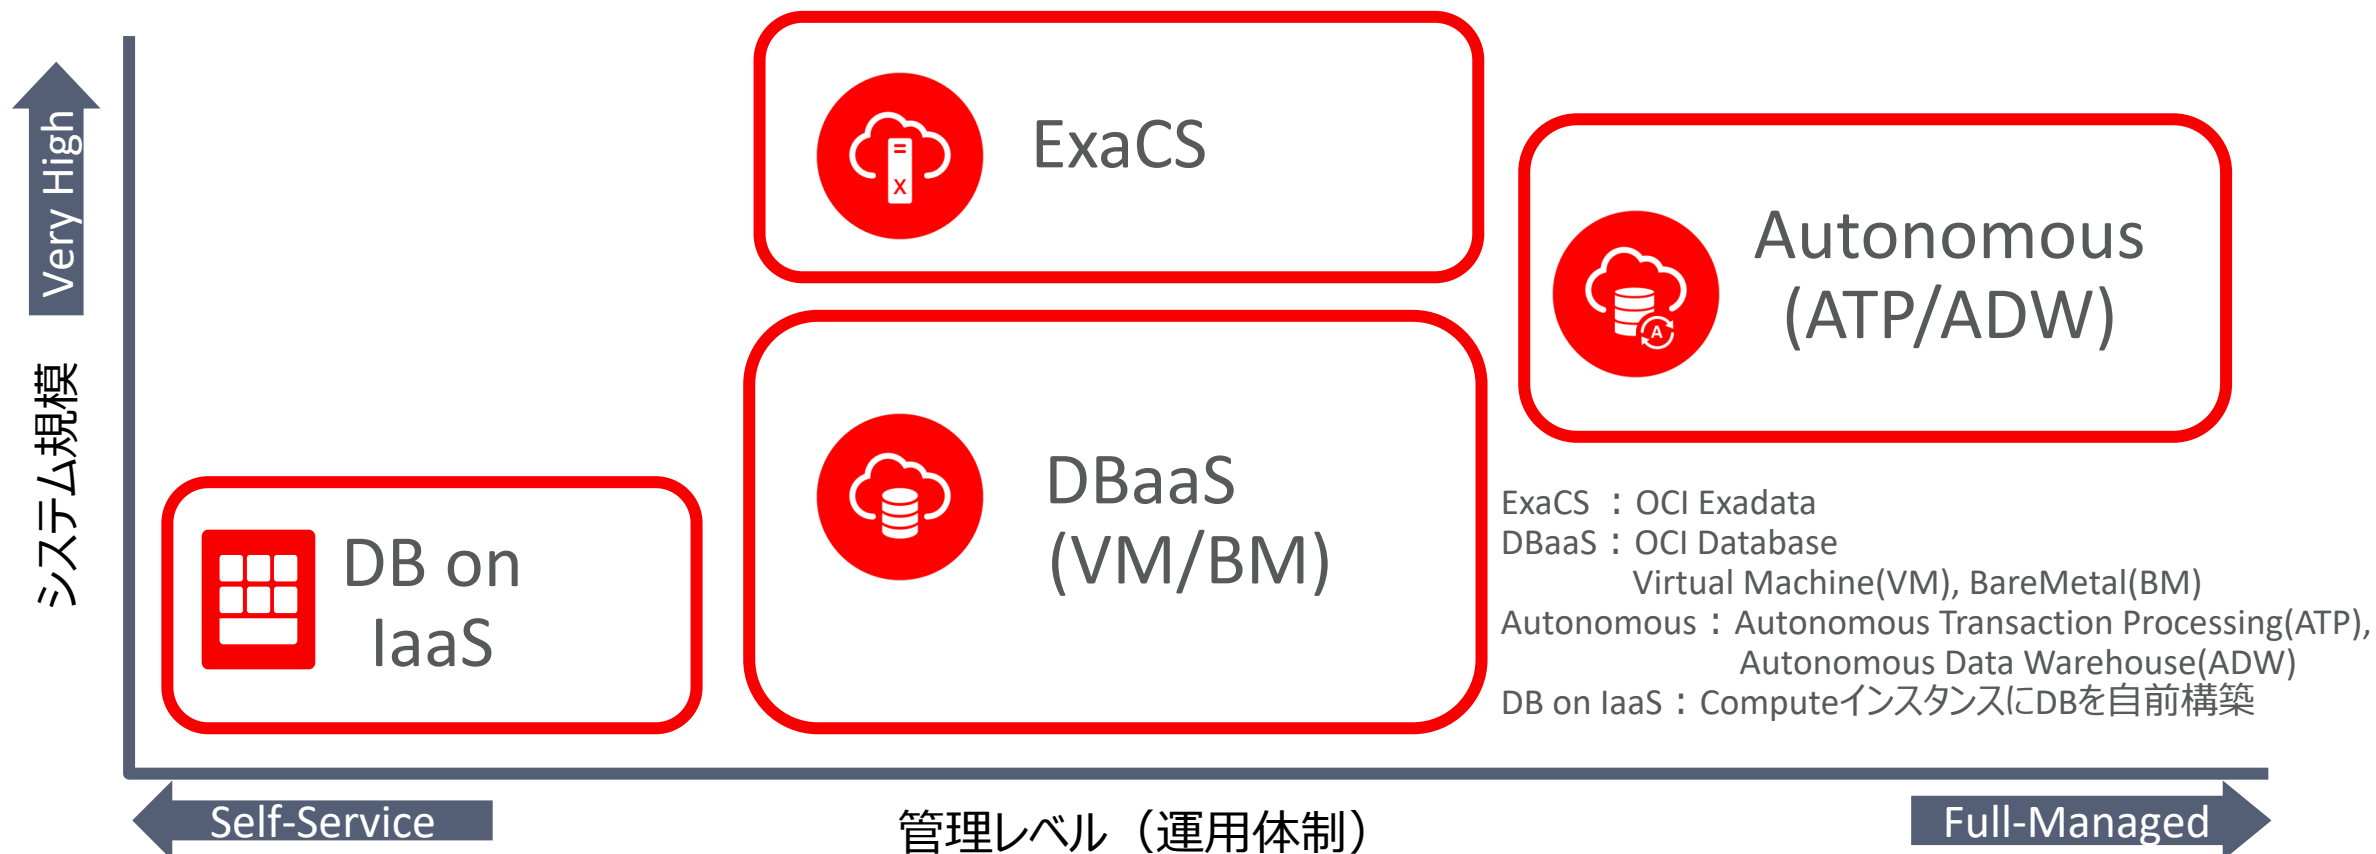 Very High
システム規模
ExaCS
X
Autonomous
(ATP/ADW)
A
DBaaS
(VM/BM)
DB on
IaaS
ExaCS ：OCI Exadata
DBaaS：OCI Database
Virtual Machine(VM), BareMetal(BM)
Autonomous：Autonomous Transaction Processing(ATP),
Autonomous Data Warehouse(ADW)
DB on IaaS：ComputeインスタンスにDBを自前構築
Self-Service
管理レベル（運用体制）
Full-Managed